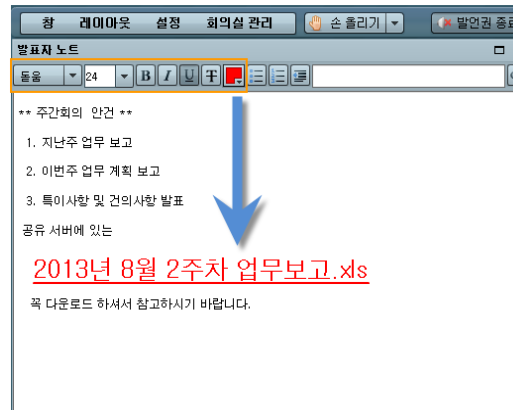 창 레이아웃 설정 회의실 관리 손 올리기 발언권 종료
발표자 노트
돋움 24 B I U T
** 주간회의 안건 **
1. 지난주 업무 보고
2. 이번주 업무 계획 보고
3. 특이사항 및 건의사항 발표
공유 서버에 있는
2013년 8월 2주차 업무보고.xls
꼭 다운로드 하셔서 참고하시기 바랍니다.